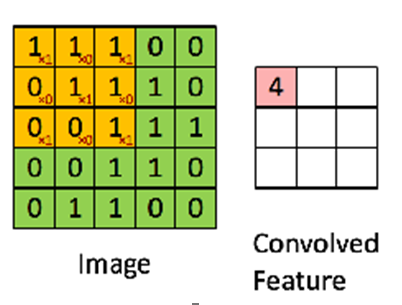 1×1 1×0 1×1 0 0
0×0 1×1 1×0 1 0
0×1 0×0 1×1 1 1
0 0 1 1 0
0 1 1 0 0
4
Image
Convolved
Feature